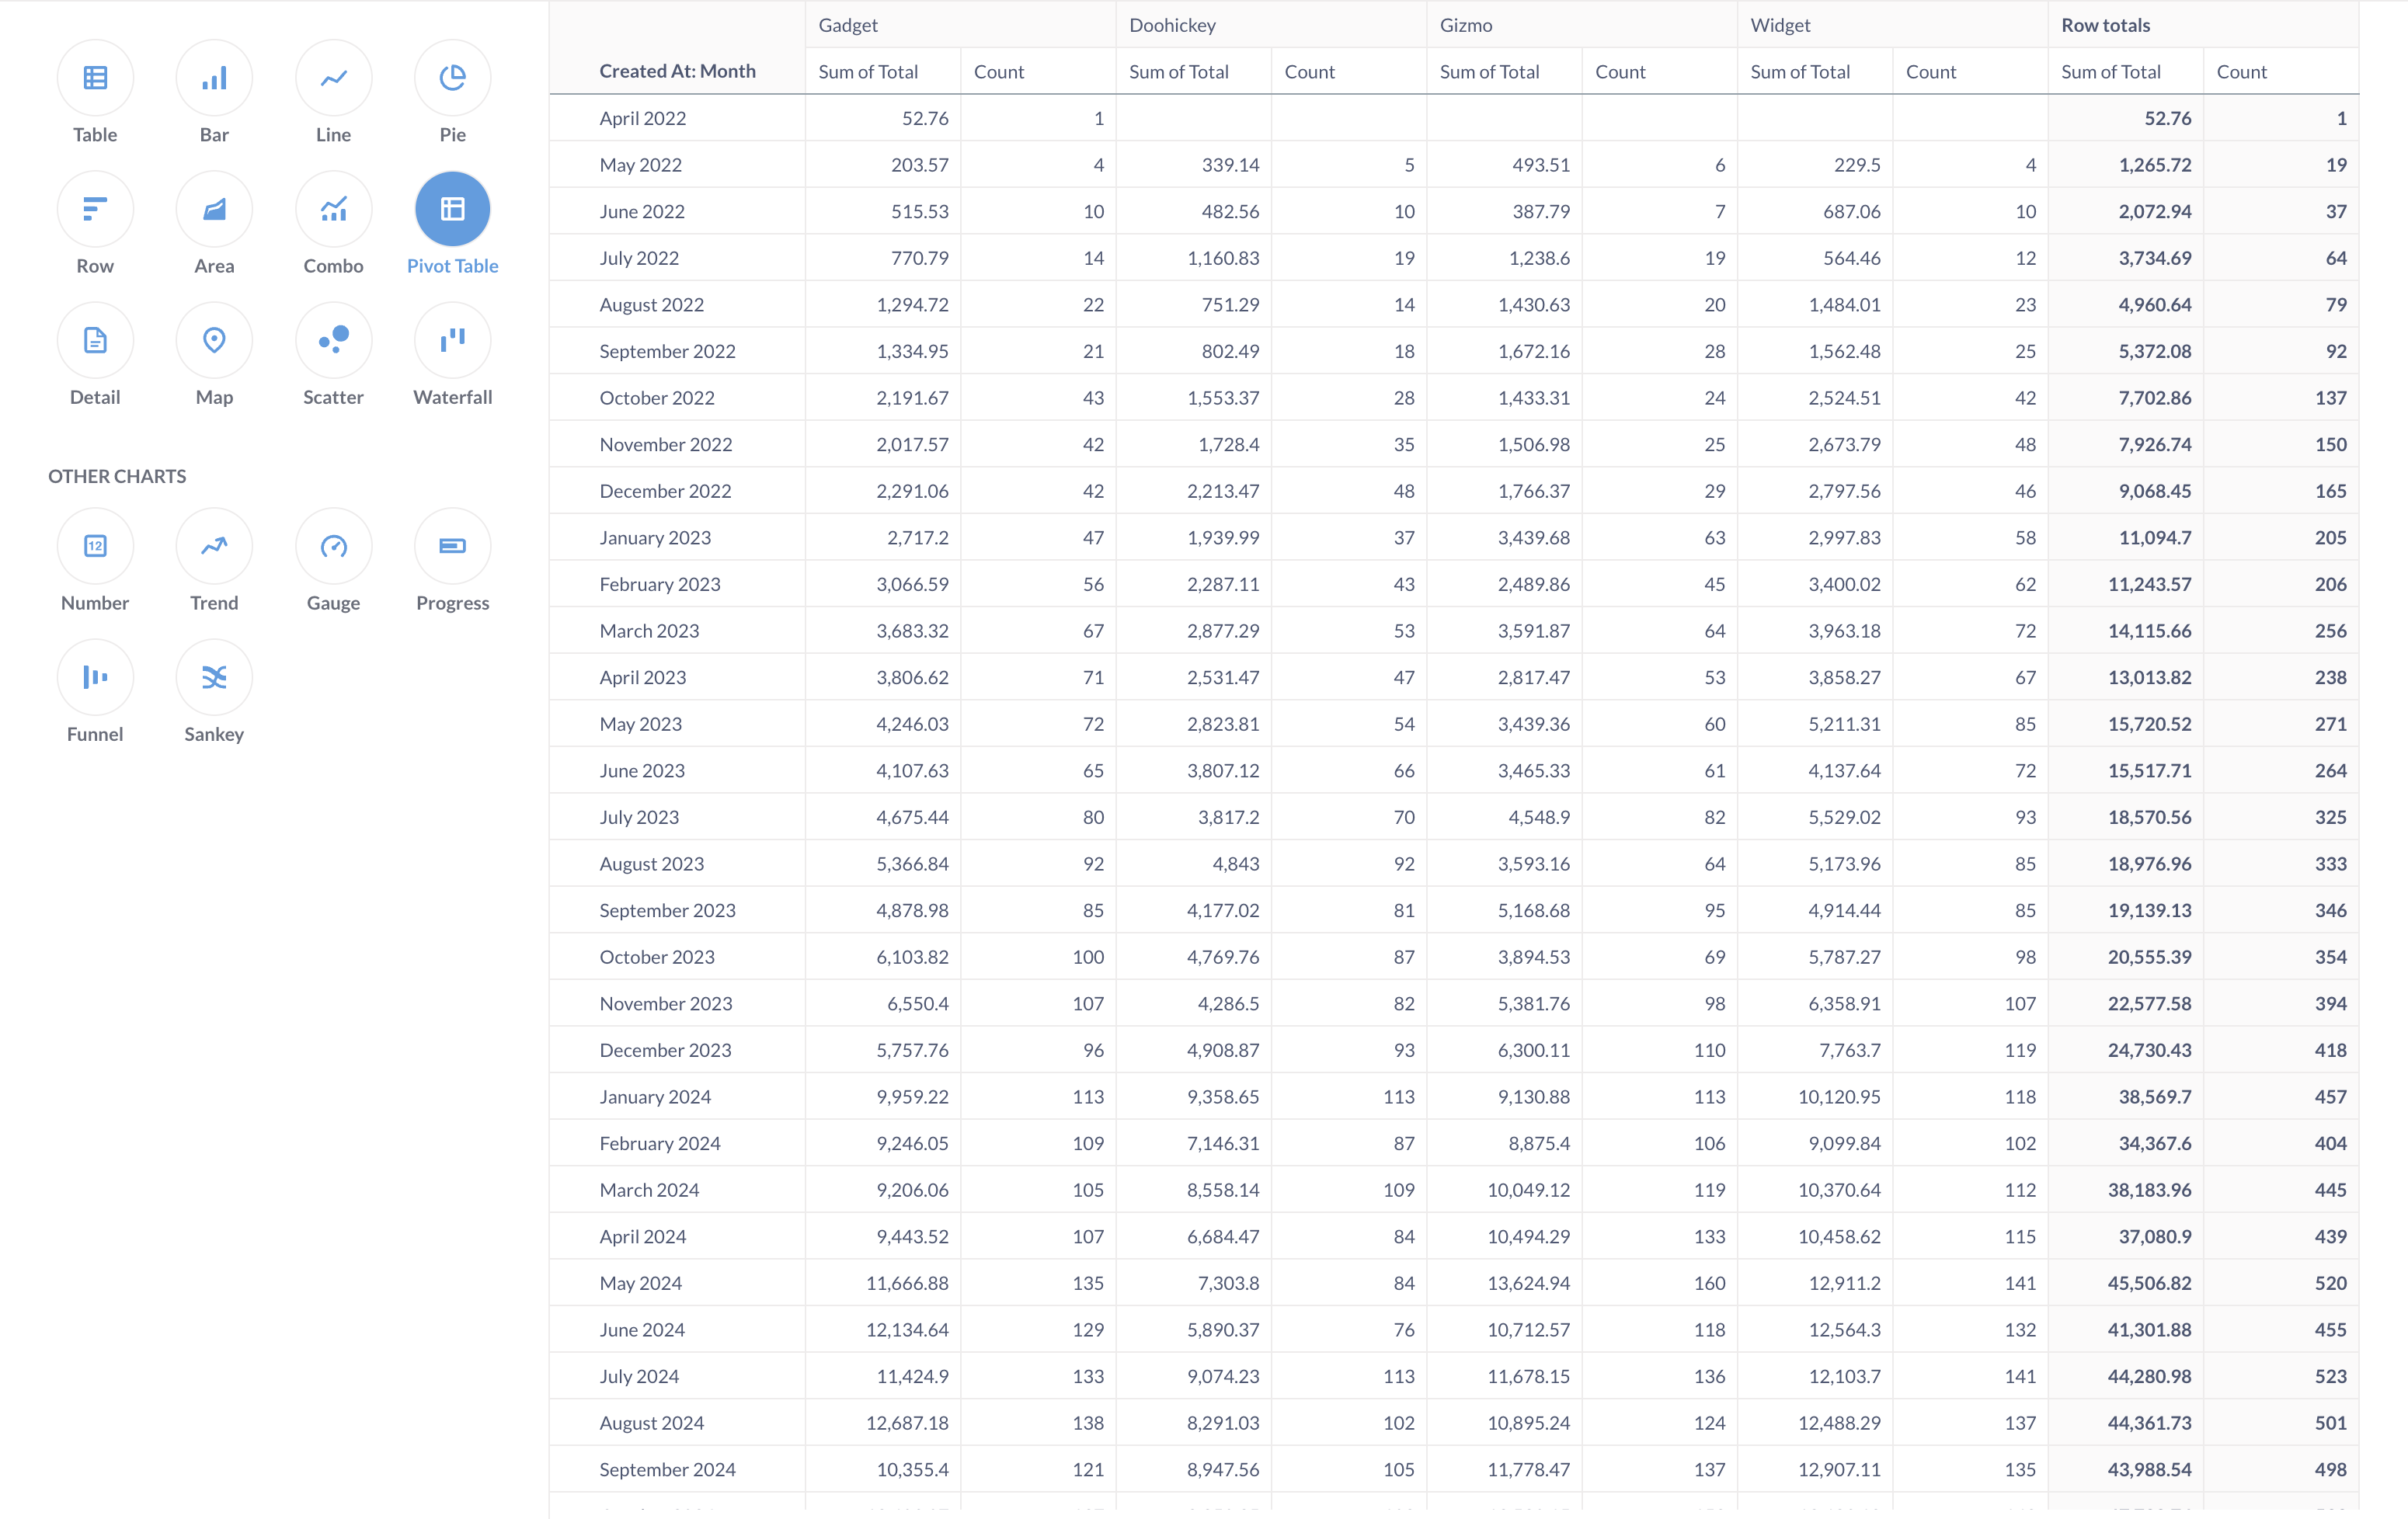 Table Bar Line Pie
Row Area Combo Pivot Table
Detail Map Scatter Waterfall
OTHER CHARTS
12
Number Trend Gauge Progress
Funnel Sankey
Gadget Doohickey Gizmo Widget Row totals
Created At: Month Sum of Total Count Sum of Total Count Sum of Total Count Sum of Total Count Sum of Total Count
April 2022 52.76 1 52.76 1
May 2022 203.57 4 339.14 5 493.51 6 229.5 4 1,265.72 19
June 2022 515.53 10 482.56 10 387.79 7 687.06 10 2,072.94 37
July 2022 770.79 14 1,160.83 19 1,238.6 19 564.46 12 3,734.69 64
August 2022 1,294.72 22 751.29 14 1,430.63 20 1,484.01 23 4,960.64 79
September 2022 1,334.95 21 802.49 18 1,672.16 28 1,562.48 25 5,372.08 92
October 2022 2,191.67 43 1,553.37 28 1,433.31 24 2,524.51 42 7,702.86 137
November 2022 2,017.57 42 1,728.4 35 1,506.98 25 2,673.79 48 7,926.74 150
December 2022 2,291.06 42 2,213.47 48 1,766.37 29 2,797.56 46 9,068.45 165
January 2023 2,717.2 47 1,939.99 37 3,439.68 63 2,997.83 58 11,094.7 205
February 2023 3,066.59 56 2,287.11 43 2,489.86 45 3,400.02 62 11,243.57 206
March 2023 3,683.32 67 2,877.29 53 3,591.87 64 3,963.18 72 14,115.66 256
April 2023 3,806.62 71 2,531.47 47 2,817.47 53 3,858.27 67 13,013.82 238
May 2023 4,246.03 72 2,823.81 54 3,439.36 60 5,211.31 85 15,720.52 271
June 2023 4,107.63 65 3,807.12 66 3,465.33 61 4,137.64 72 15,517.71 264
July 2023 4,675.44 80 3,817.2 70 4,548.9 82 5,529.02 93 18,570.56 325
August 2023 5,366.84 92 4,843 92 3,593.16 64 5,173.96 85 18,976.96 333
September 2023 4,878.98 85 4,177.02 81 5,168.68 95 4,914.44 85 19,139.13 346
October 2023 6,103.82 100 4,769.76 87 3,894.53 69 5,787.27 98 20,555.39 354
November 2023 6,550.4 107 4,286.5 82 5,381.76 98 6,358.91 107 22,577.58 394
December 2023 5,757.76 96 4,908.87 93 6,300.11 110 7,763.7 119 24,730.43 418
January 2024 9,959.22 113 9,358.65 113 9,130.88 113 10,120.95 118 38,569.7 457
February 2024 9,246.05 109 7,146.31 87 8,875.4 106 9,099.84 102 34,367.6 404
March 2024 9,206.06 105 8,558.14 109 10,049.12 119 10,370.64 112 38,183.96 445
April 2024 9,443.52 107 6,684.47 84 10,494.29 133 10,458.62 115 37,080.9 439
May 2024 11,666.88 135 7,303.8 84 13,624.94 160 12,911.2 141 45,506.82 520
June 2024 12,134.64 129 5,890.37 76 10,712.57 118 12,564.3 132 41,301.88 455
July 2024 11,424.9 133 9,074.23 113 11,678.15 136 12,103.7 141 44,280.98 523
August 2024 12,687.18 138 8,291.03 102 10,895.24 124 12,488.29 137 44,361.73 501
September 2024 10,355.4 121 8,947.56 105 11,778.47 137 12,907.11 135 43,988.54 498